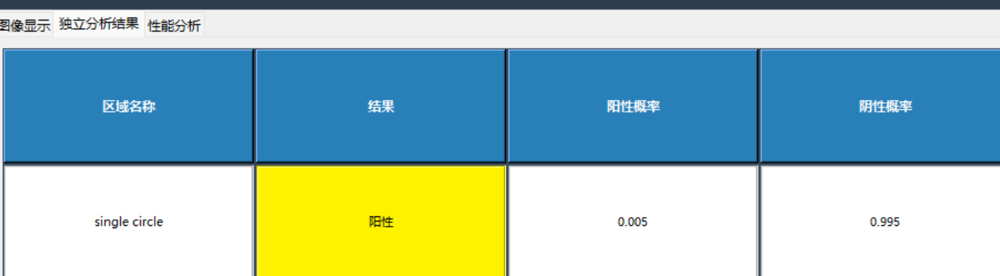 图像显示 独立分析结果 性能分析
区域名称 结果 阳性概率 阴性概率
single circle 阳性 0.005 0.995